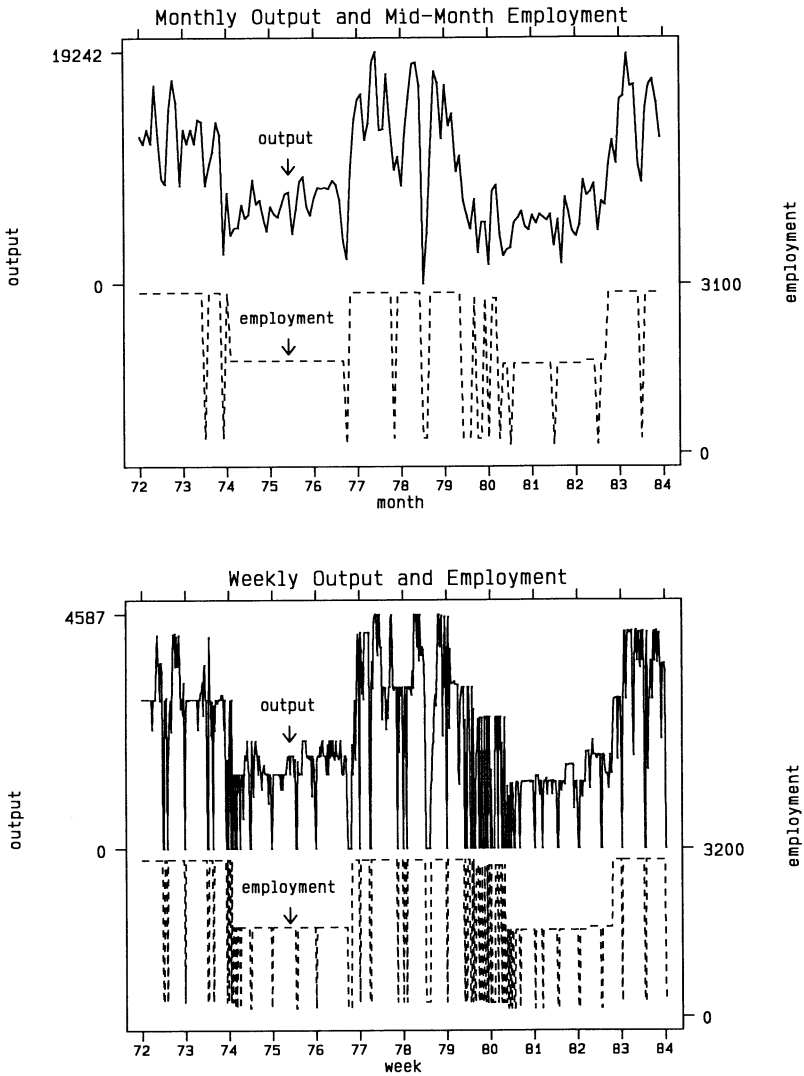 Monthly Output and Mid-Month Employment
19242
output
output
employment
0
3100
employment
0
72 73 74 75 76 77 78 79 80 81 82 83 84
month
Weekly Output and Employment
4587
output
output
employment
0
3200
employment
0
72 73 74 75 76 77 78 79 80 81 82 83 84
week